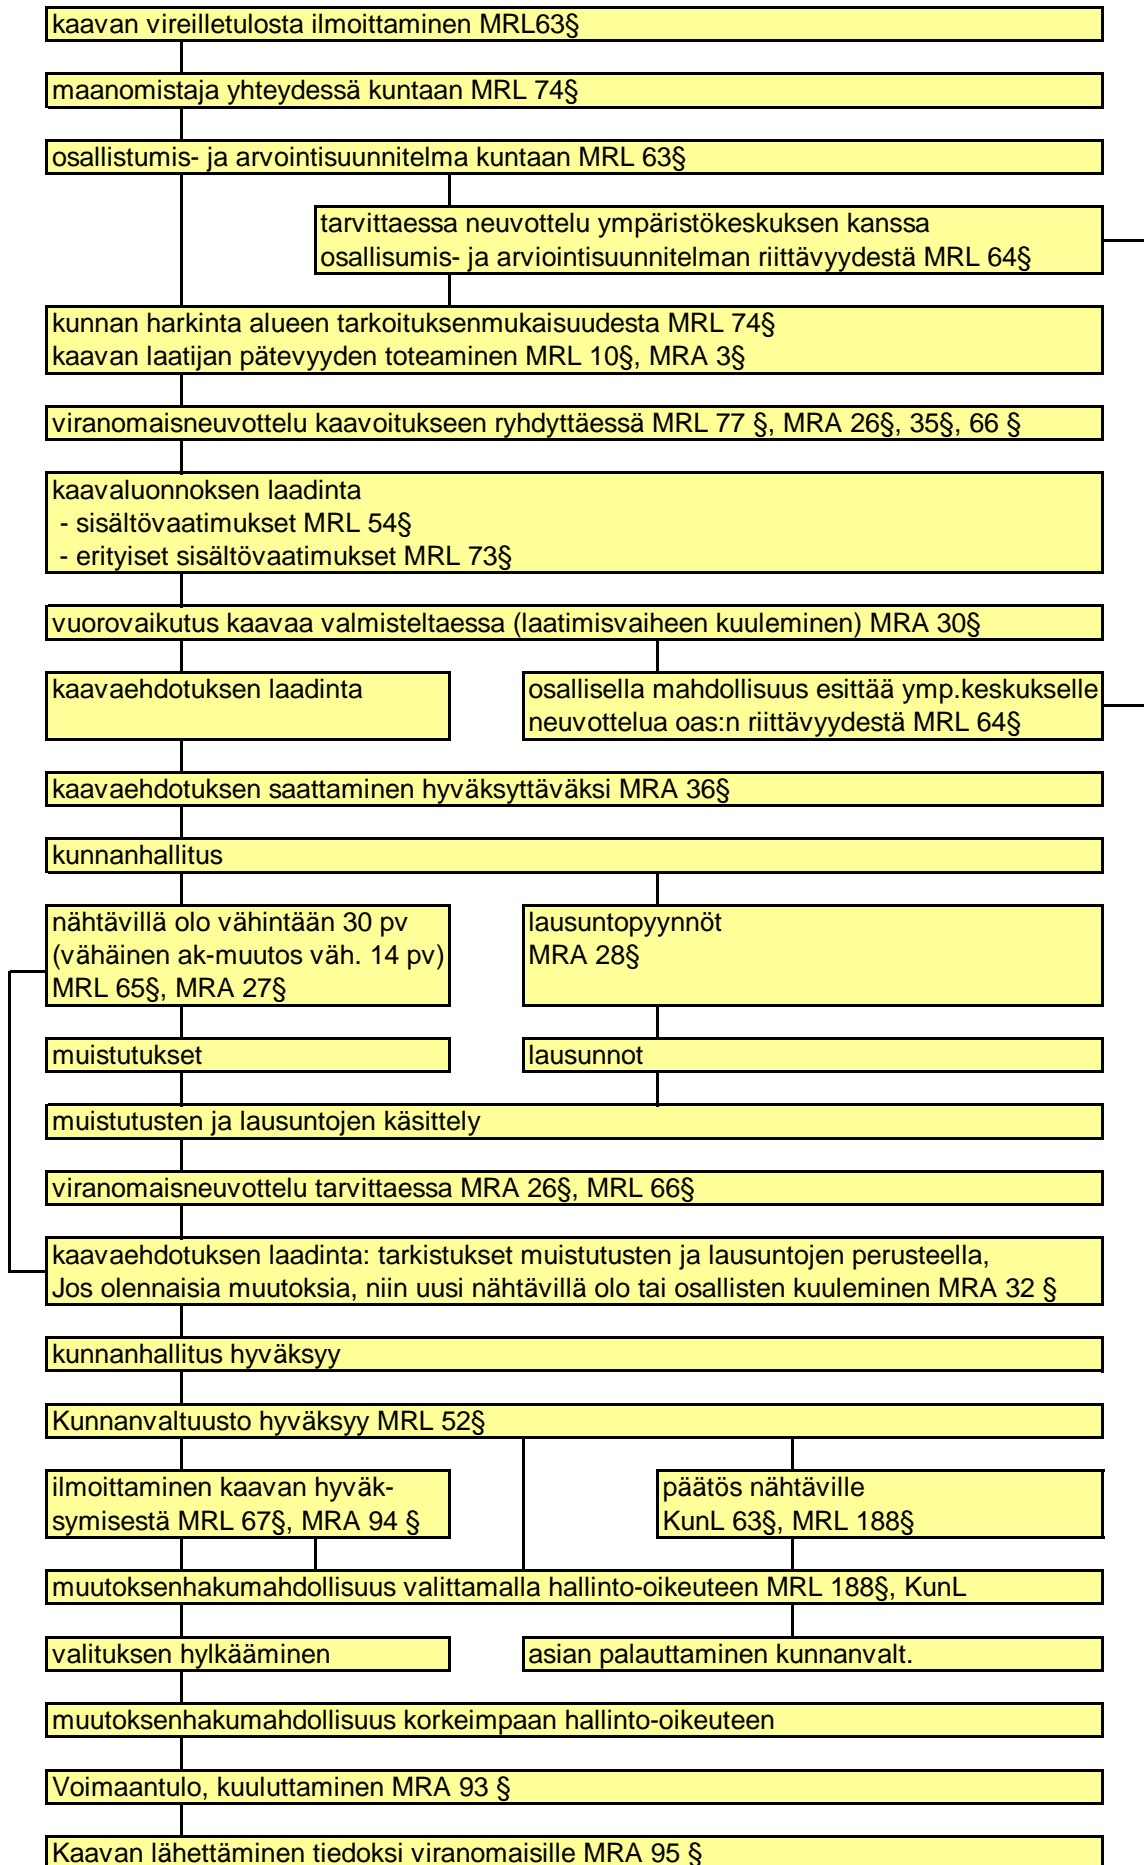 kaavan vireilletulosta ilmoittaminen MRL63§
maanomistaja yhteydessä kuntaan MRL 74§
osallistumis- ja arvointisuunnitelma kuntaan MRL 63§
tarvittaessa neuvottelu ympäristökeskuksen kanssa
osallisumis- ja arviointisuunnitelman riittävyydestä MRL 64§
kunnan harkinta alueen tarkoituksenmukaisuudesta MRL 74§
kaavan laatijan pätevyyden toteaminen MRL 10§, MRA 3§
viranomaisneuvottelu kaavoitukseen ryhdyttäessä MRL 77 §, MRA 26§, 35§, 66 §
kaavaluonnoksen laadinta
- sisältövaatimukset MRL 54§
- erityiset sisältövaatimukset MRL 73§
vuorovaikutus kaavaa valmisteltaessa (laatimisvaiheen kuuleminen) MRA 30§
kaavaehdotuksen laadinta
osallisella mahdollisuus esittää ymp.keskukselle
neuvottelua oas:n riittävyydestä MRL 64§
kaavaehdotuksen saattaminen hyväksyttäväksi MRA 36§
kunnanhallitus
nähtävillä olo vähintään 30 pv
(vähäinen ak-muutos väh. 14 pv)
MRL 65§, MRA 27§
lausuntopyynnöt
MRA 28§
muistutukset
lausunnot
muistutusten ja lausuntojen käsittely
viranomaisneuvottelu tarvittaessa MRA 26§, MRL 66§
kaavaehdotuksen laadinta: tarkistukset muistutusten ja lausuntojen perusteella,
Jos olennaisia muutoksia, niin uusi nähtävillä olo tai osallisten kuuleminen MRA 32 §
kunnanhallitus hyväksyy
Kunnanvaltuusto hyväksyy MRL 52§
ilmoittaminen kaavan hyväk-
symisestä MRL 67§, MRA 94 §
päätös nähtäville
KunL 63§, MRL 188§
muutoksenhakumahdollisuus valittamalla hallinto-oikeuteen MRL 188§, KunL
valituksen hylkääminen
asian palauttaminen kunnanvalt.
muutoksenhakumahdollisuus korkeimpaan hallinto-oikeuteen
Voimaantulo, kuuluttaminen MRA 93 §
Kaavan lähettäminen tiedoksi viranomaisille MRA 95 §